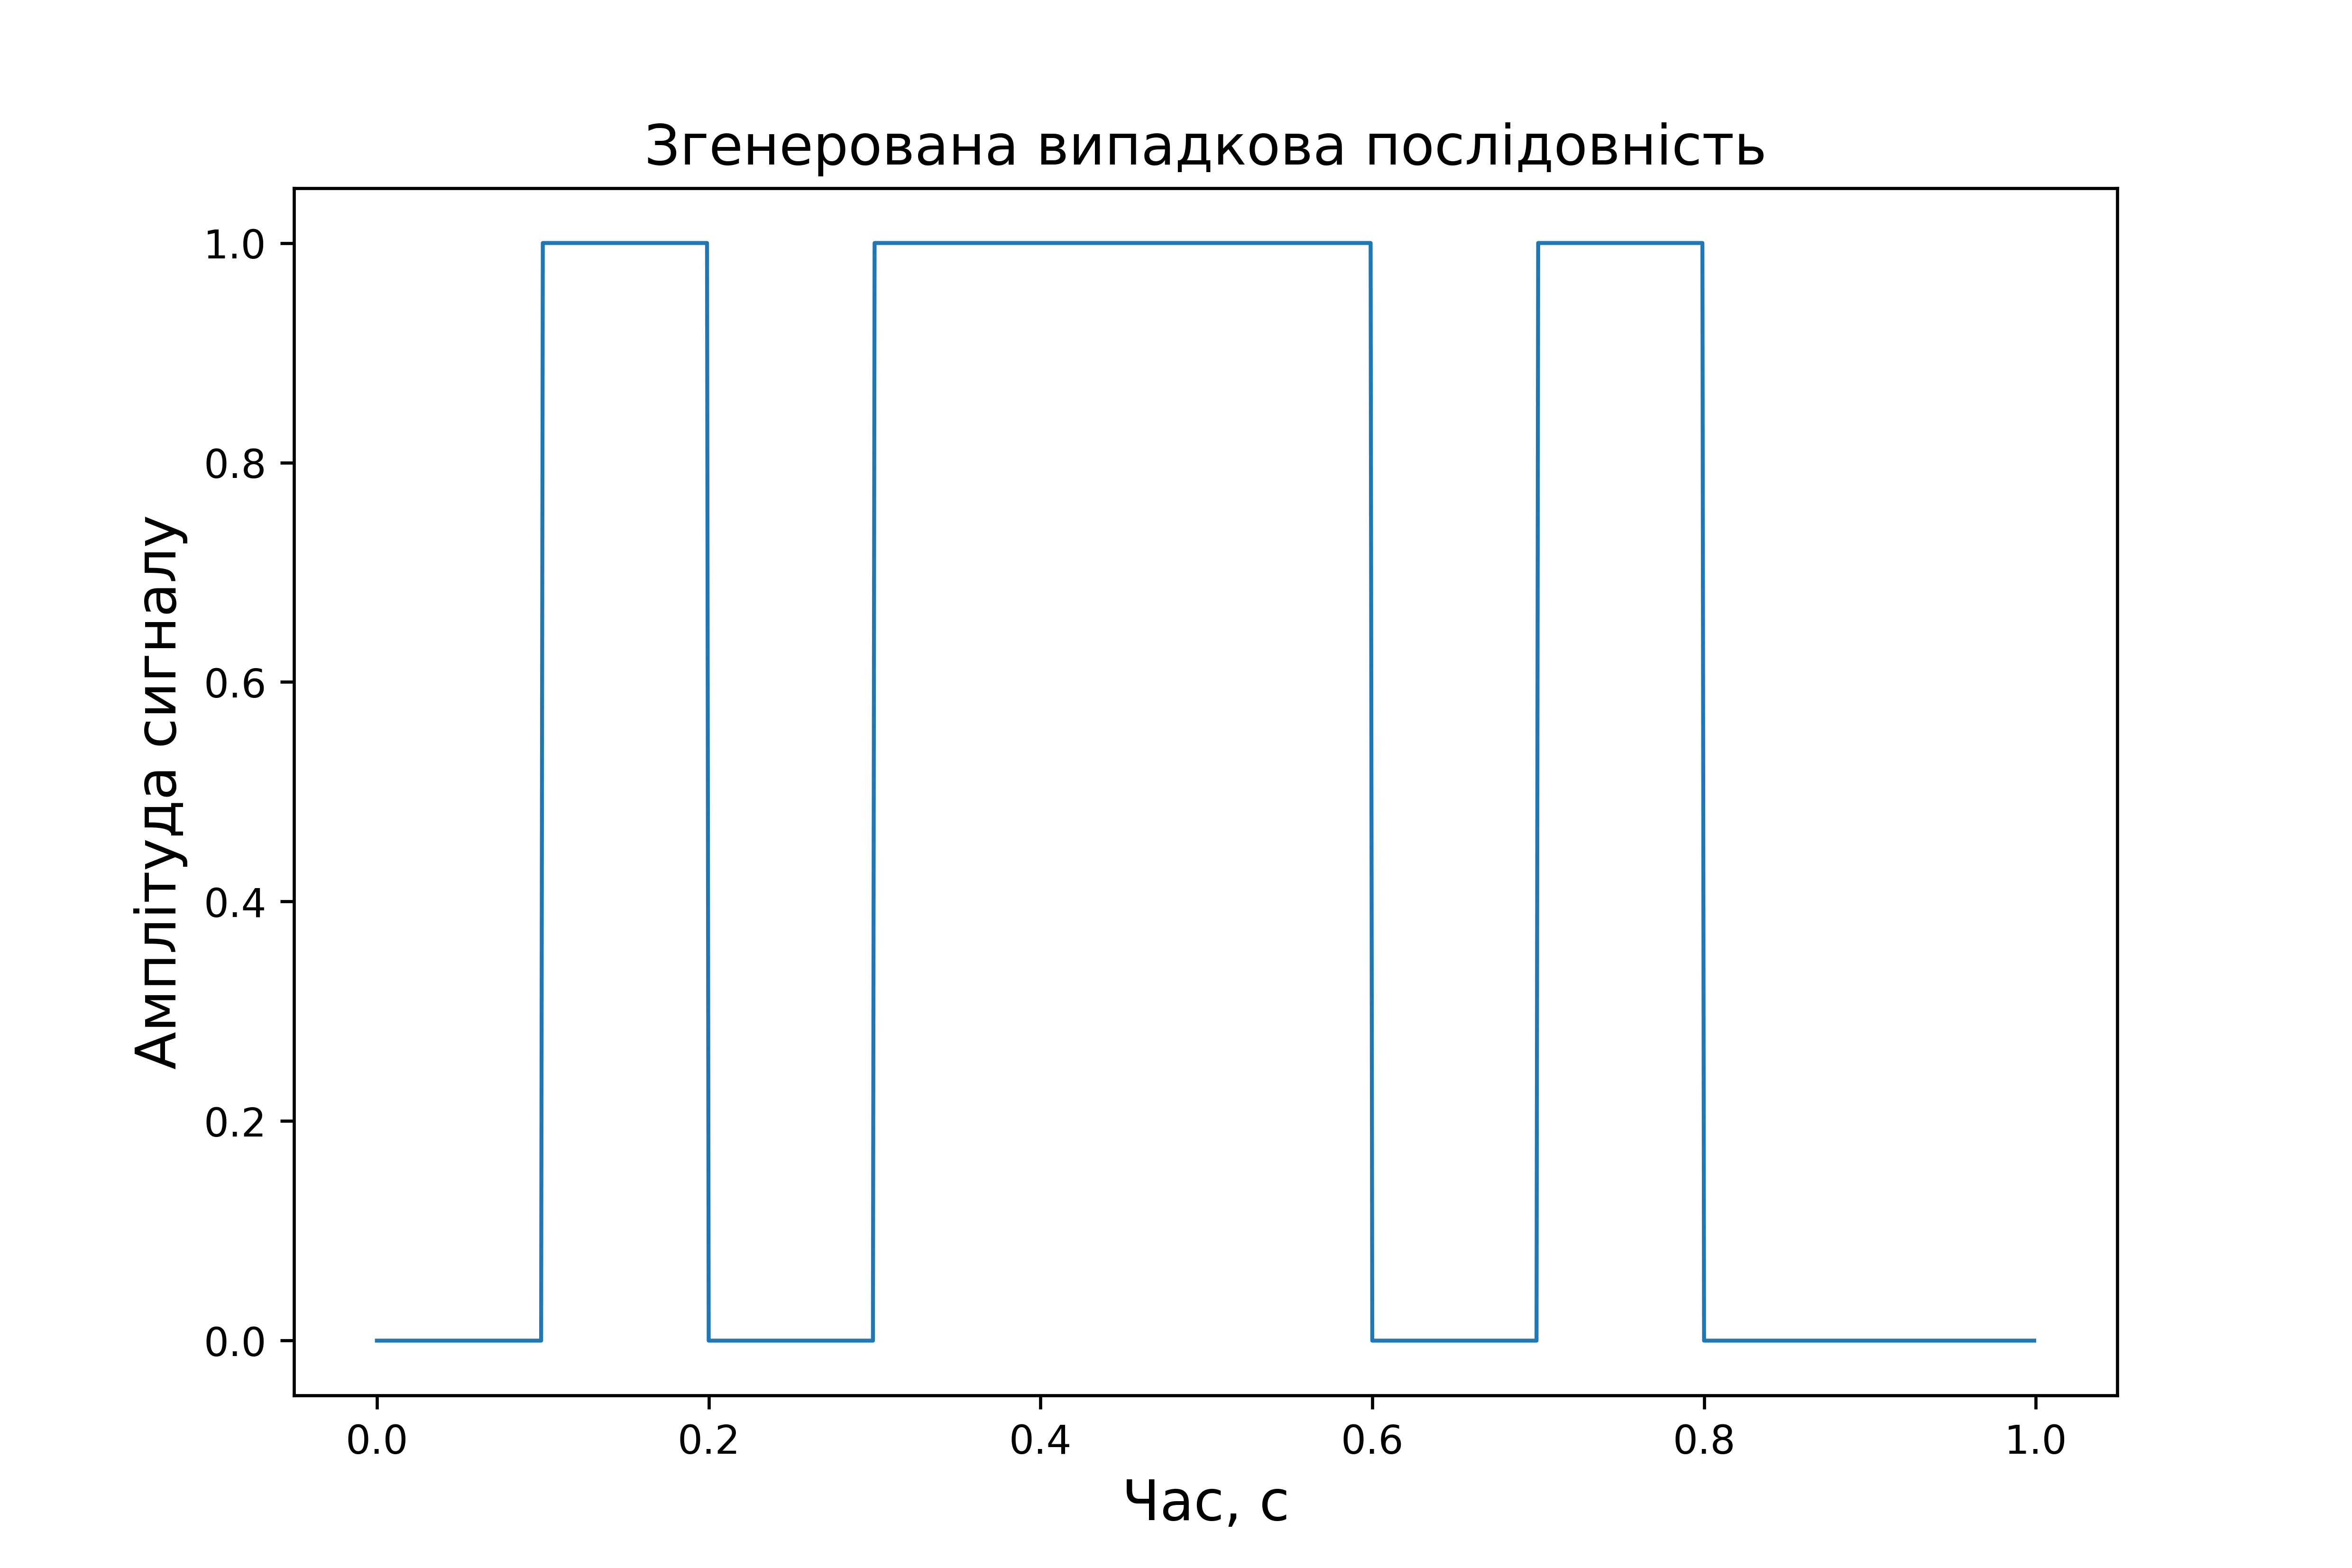 Згенерована випадкова послідовність
Амплітуда сигналу
1.0
0.8
0.6
0.4
0.2
0.0
0.0 0.2 0.4 0.6 0.8 1.0
Час, с